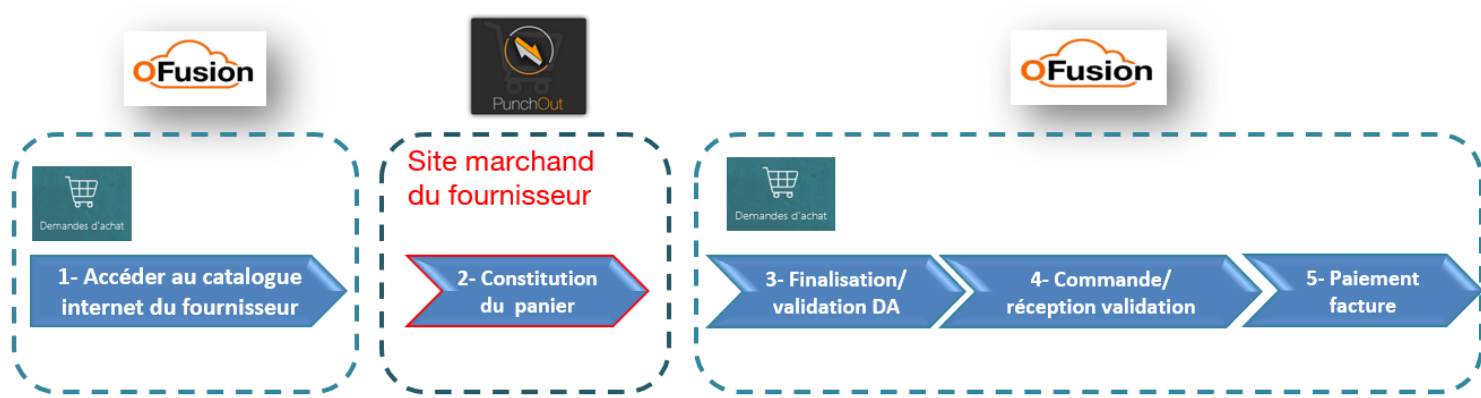 OFusion
PunchOut
OFusion
Site marchand
du fournisseur
Demandes d'achat
Demandes d'achat
1- Accéder au catalogue
internet du fournisseur
2- Constitution
du panier
3- Finalisation/
validation DA
4- Commande/
réception validation
5- Paiement
facture